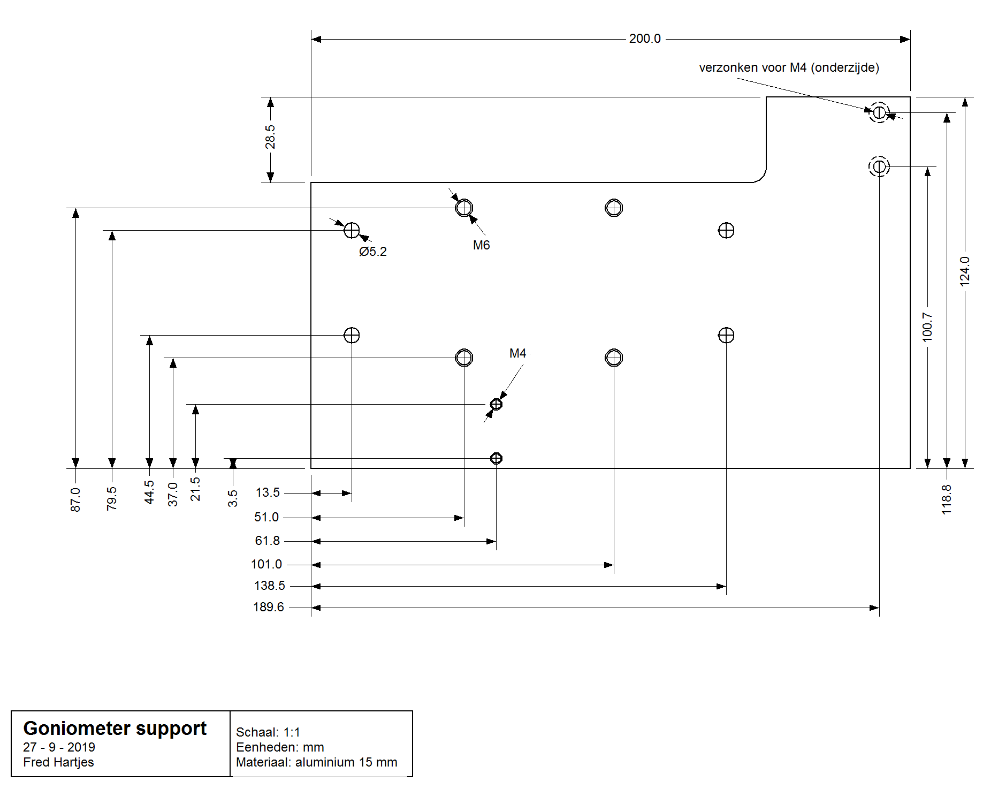 200.0
verzonken voor M4 (onderzijde)
28.5
M6
Ø5.2
124.0
100.7
M4
118.8
87.0
79.5
44.5
37.0
21.5
3.5
13.5
51.0
61.8
101.0
138.5
189.6
Goniometer support
27 - 9 - 2019
Fred Hartjes
Schaal: 1:1
Eenheden: mm
Materiaal: aluminium 15 mm